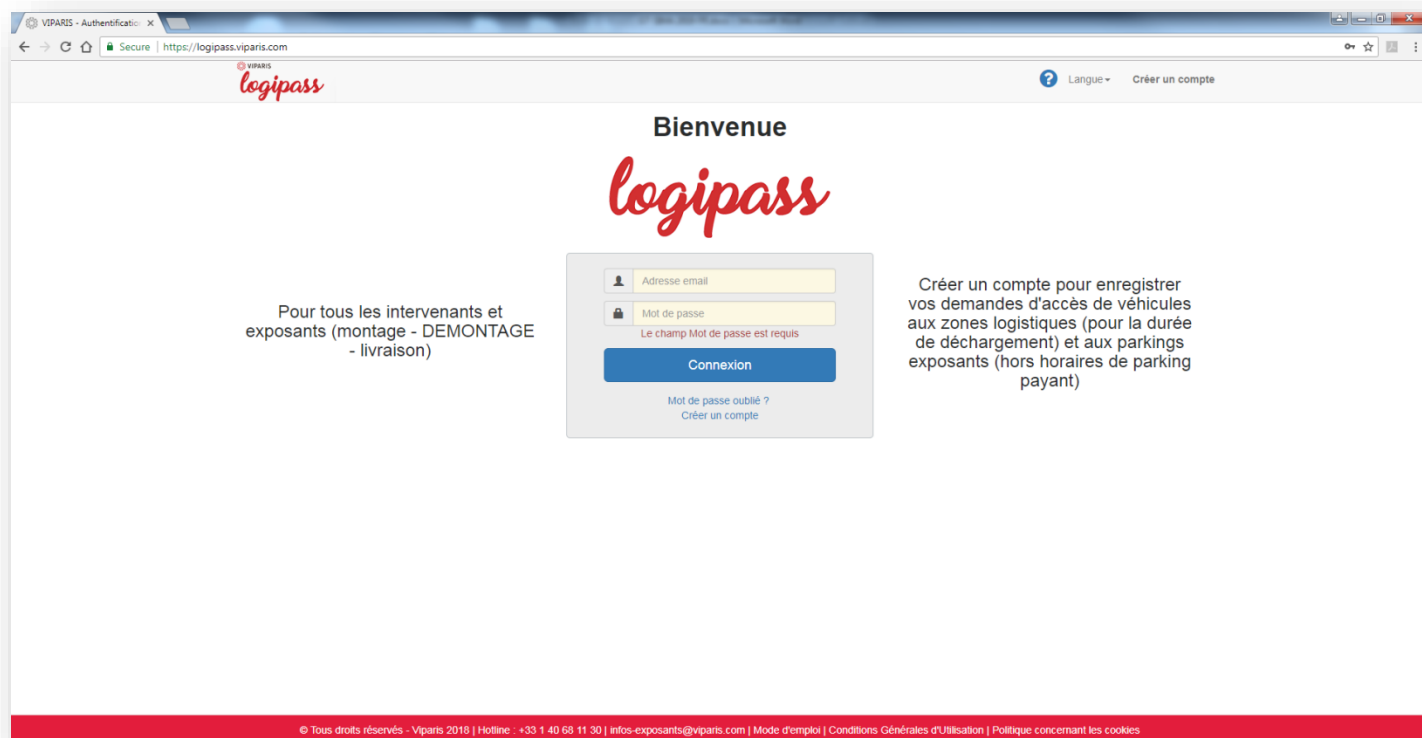 VIPARIS - Authentificatio
Secure | https://logipass.viparis.com
VIPARIS
logipass
? Langue Créer un compte
Bienvenue
logipass
Pour tous les intervenants et
exposants (montage - DEMONTAGE
- livraison)
Adresse email
Mot de passe
Le champ Mot de passe est requis
Connexion
Mot de passe oublié ?
Créer un compte
Créer un compte pour enregistrer
vos demandes d'accès de véhicules
aux zones logistiques (pour la durée
de déchargement) et aux parkings
exposants (hors horaires de parking
payant)
© Tous droits réservés - Viparis 2018 | Hotline : +33 1 40 68 11 30 | infos-exposants@viparis.com | Mode d'emploi | Conditions Générales d'Utilisation | Politique concernant les cookies